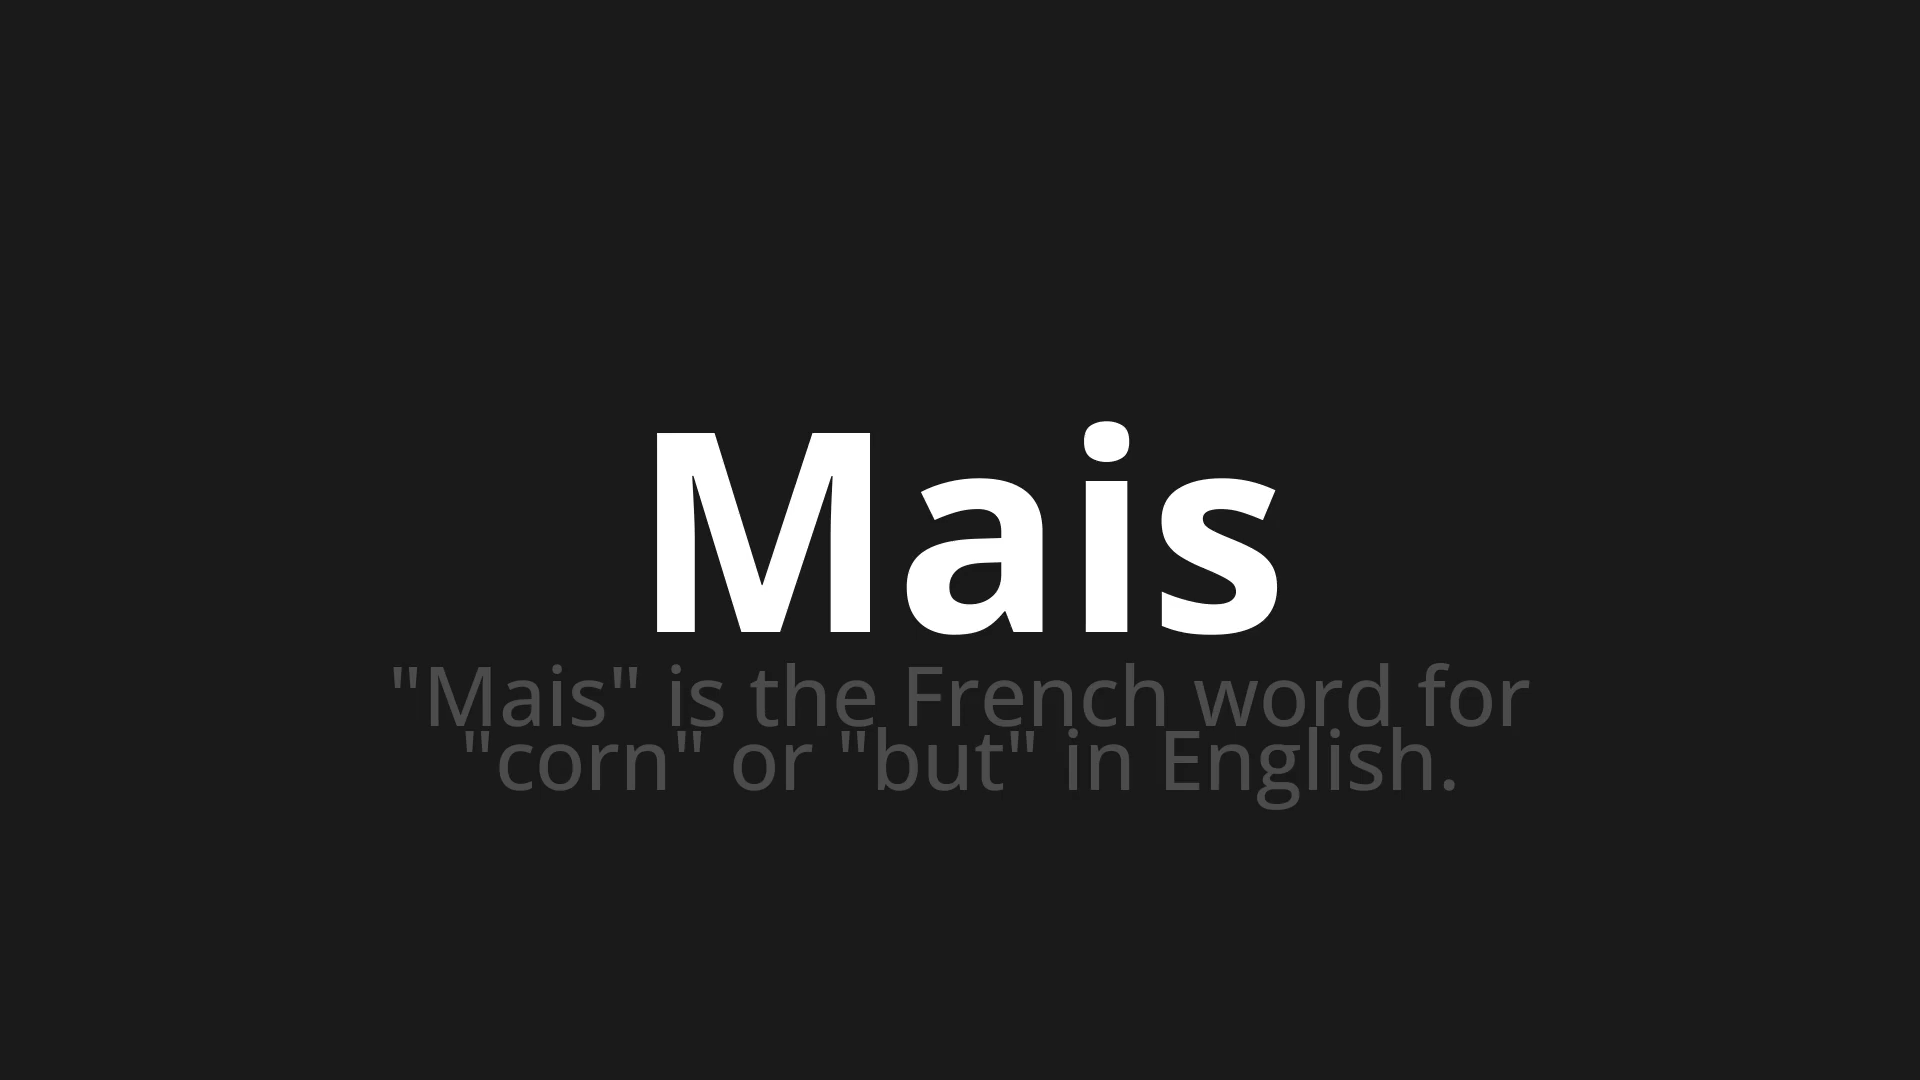 Mais
"Mais" is the French word for
"corn" or "but" in English.